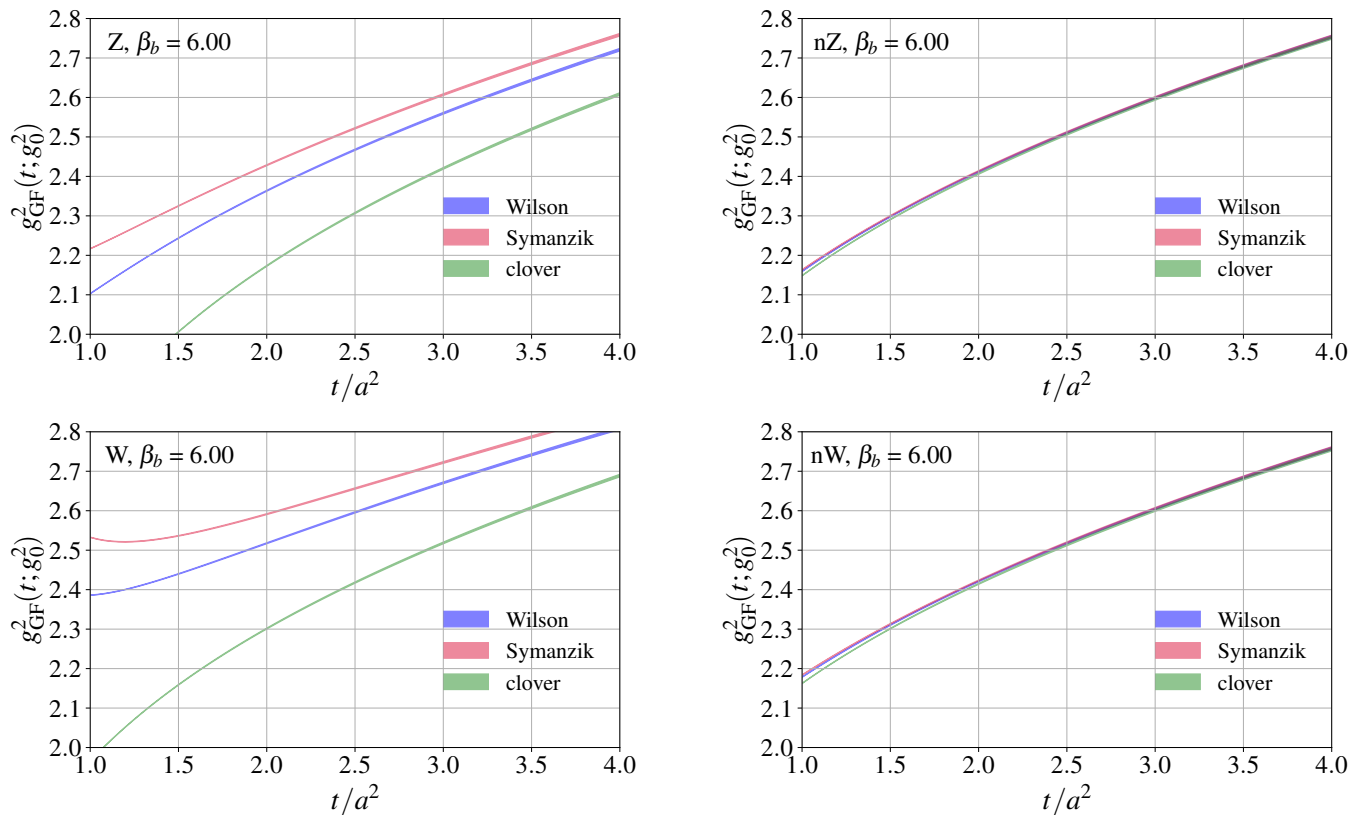 Z, β_b = 6.00
g²_GF(t; g²_0)
2.8
2.7
2.6
2.5
2.4
2.3
2.2
2.1
2.0
Wilson
Symanzik
clover
1.0 1.5 2.0 2.5 3.0 3.5 4.0
t/a²
nZ, β_b = 6.00
g²_GF(t; g²_0)
2.8
2.7
2.6
2.5
2.4
2.3
2.2
2.1
2.0
Wilson
Symanzik
clover
1.0 1.5 2.0 2.5 3.0 3.5 4.0
t/a²
W, β_b = 6.00
g²_GF(t; g²_0)
2.8
2.7
2.6
2.5
2.4
2.3
2.2
2.1
2.0
Wilson
Symanzik
clover
1.0 1.5 2.0 2.5 3.0 3.5 4.0
t/a²
nW, β_b = 6.00
g²_GF(t; g²_0)
2.8
2.7
2.6
2.5
2.4
2.3
2.2
2.1
2.0
Wilson
Symanzik
clover
1.0 1.5 2.0 2.5 3.0 3.5 4.0
t/a²